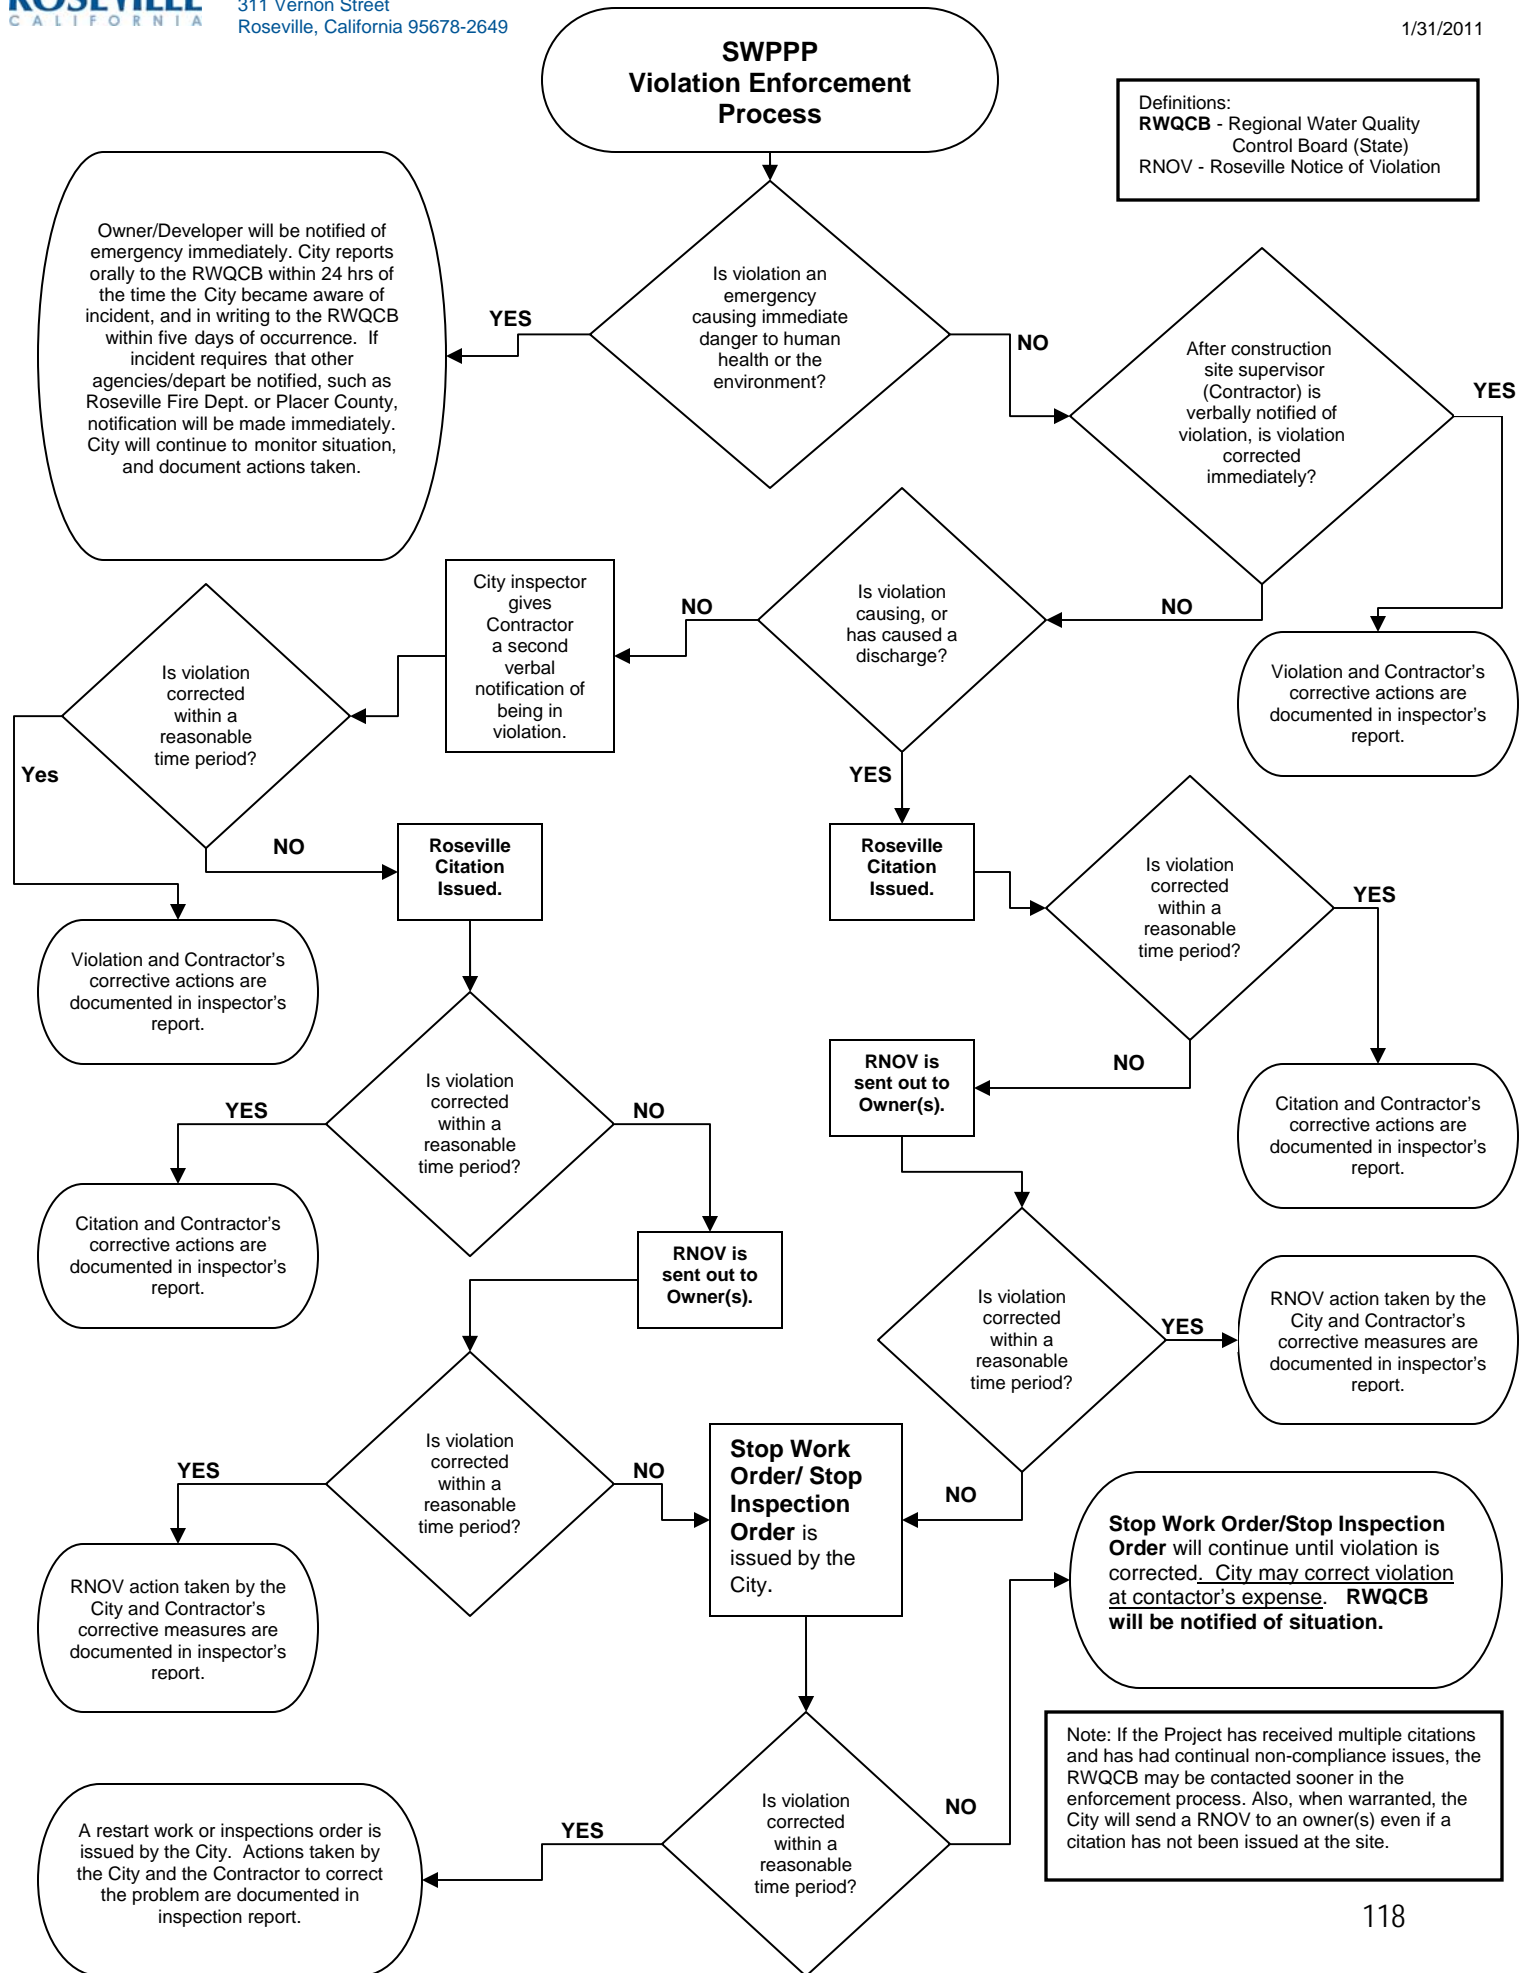 ROSEVILLE
CALIFORNIA
311 Vernon Street
Roseville, California 95678-2649
1/31/2011
SWPPP
Violation Enforcement
Process
Definitions:
RWQCB - Regional Water Quality
Control Board (State)
RNOV - Roseville Notice of Violation
Owner/Developer will be notified of
emergency immediately. City reports
orally to the RWQCB within 24 hrs of
the time the City became aware of
incident, and in writing to the RWQCB
within five days of occurrence. If
incident requires that other
agencies/depart be notified, such as
Roseville Fire Dept. or Placer County,
notification will be made immediately.
City will continue to monitor situation,
and document actions taken.
YES
Is violation an
emergency
causing immediate
danger to human
health or the
environment?
NO
After construction
site supervisor
(Contractor) is
verbally notified of
violation, is violation
corrected
immediately?
YES
NO
Is violation
causing, or
has caused a
discharge?
NO
City inspector
gives
Contractor
a second
verbal
notification of
being in
violation.
Is violation
corrected
within a
reasonable
time period?
Violation and Contractor's
corrective actions are
documented in inspector's
report.
Yes
NO
YES
Roseville
Citation
Issued.
Roseville
Citation
Issued.
Is violation
corrected
within a
reasonable
time period?
YES
Violation and Contractor's
corrective actions are
documented in inspector's
report.
Is violation
corrected
within a
reasonable
time period?
YES
NO
RNOV is
sent out to
Owner(s).
NO
Citation and Contractor's
corrective actions are
documented in inspector's
report.
Citation and Contractor's
corrective actions are
documented in inspector's
report.
RNOV is
sent out to
Owner(s).
Is violation
corrected
within a
reasonable
time period?
YES
RNOV action taken by the
City and Contractor's
corrective measures are
documented in inspector's
report.
Is violation
corrected
within a
reasonable
time period?
YES
NO
Stop Work
Order/ Stop
Inspection
Order is
issued by the
City.
NO
Stop Work Order/Stop Inspection
Order will continue until violation is
corrected. City may correct violation
at contactor's expense. RWQCB
will be notified of situation.
RNOV action taken by the
City and Contractor's
corrective measures are
documented in inspector's
report.
Note: If the Project has received multiple citations
and has had continual non-compliance issues, the
RWQCB may be contacted sooner in the
enforcement process. Also, when warranted, the
City will send a RNOV to an owner(s) even if a
citation has not been issued at the site.
A restart work or inspections order is
issued by the City. Actions taken by
the City and the Contractor to correct
the problem are documented in
inspection report.
YES
Is violation
corrected
within a
reasonable
time period?
NO
118